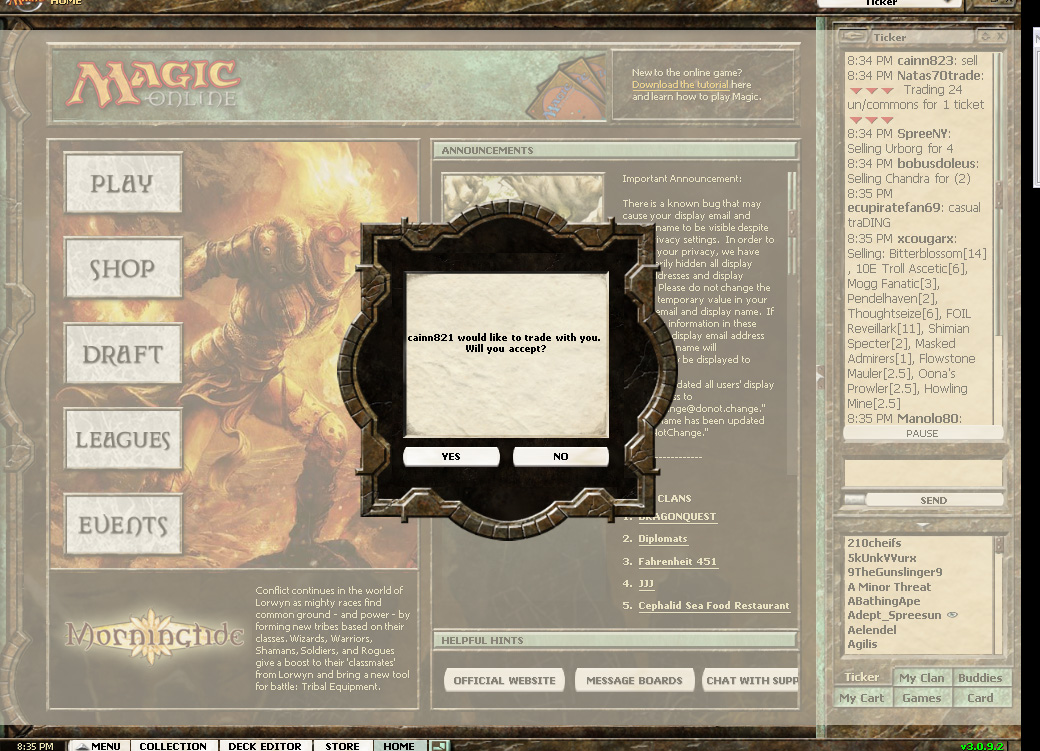 HOME
Ticker
MAGIC
ONLINE
New to the online game?
Download the tutorial here
and learn how to play Magic.
PLAY
SHOP
DRAFT
LEAGUES
EVENTS
MORNINGTIDE
Conflict continues in the world of
Lorwyn as mighty races find
common ground - and power - by
forming new tribes based on their
classes. Wizards, Warriors,
Shamans, Soldiers, and Rogues
give a boost to their 'classmates'
from Lorwyn and bring a new tool
for battle: Tribal Equipment.
ANNOUNCEMENTS
Important Announcement:
There is a known bug that may
cause your display email and
name to be visible despite
ivacy settings. In order to
your privacy, we have
rily hidden all display
dresses and display
Please do not change the
temporary value in your
email and display name. If
information in these
display email address
name will
be displayed to
dated all users' display
ss to
nge@donot.change."
ame has been updated
otChange."
------------
CLANS
1. DRAGONQUEST
2. Diplomats
3. Fahrenheit 451
4. JJJ
5. Cephalid Sea Food Restaurant
cainn821 would like to trade with you.
Will you accept?
YES
NO
HELPFUL HINTS
OFFICIAL WEBSITE
MESSAGE BOARDS
CHAT WITH SUPP
Ticker
8:34 PM cainn823: sell
8:34 PM Natas70trade:
Trading 24
un/commons for 1 ticket
8:34 PM SpreeNY:
Selling Urborg for 4
8:34 PM bobusdoleus:
Selling Chandra for (2)
8:35 PM
ecupiratefan69: casual
traDING
8:35 PM xcougarx:
Selling: Bitterblossom[14]
, 10E Troll Ascetic[6],
Mogg Fanatic[3],
Pendelhaven[2],
Thoughtseize[6], FOIL
Reveillark[11], Shimian
Specter[2], Masked
Admirers[1], Flowstone
Mauler[2.5], Oona's
Prowler[2.5], Howling
Mine[2.5]
8:35 PM Manolo80:
PAUSE
SEND
210cheifs
5kUnk¥¥urx
9TheGunslinger9
A Minor Threat
ABathingApe
Adept_Spreesun
Aelendel
Agilis
Ticker
My Clan
Buddies
My Cart
Games
Card
8:35 PM
MENU
COLLECTION
DECK EDITOR
STORE
HOME
v3.0.9.2